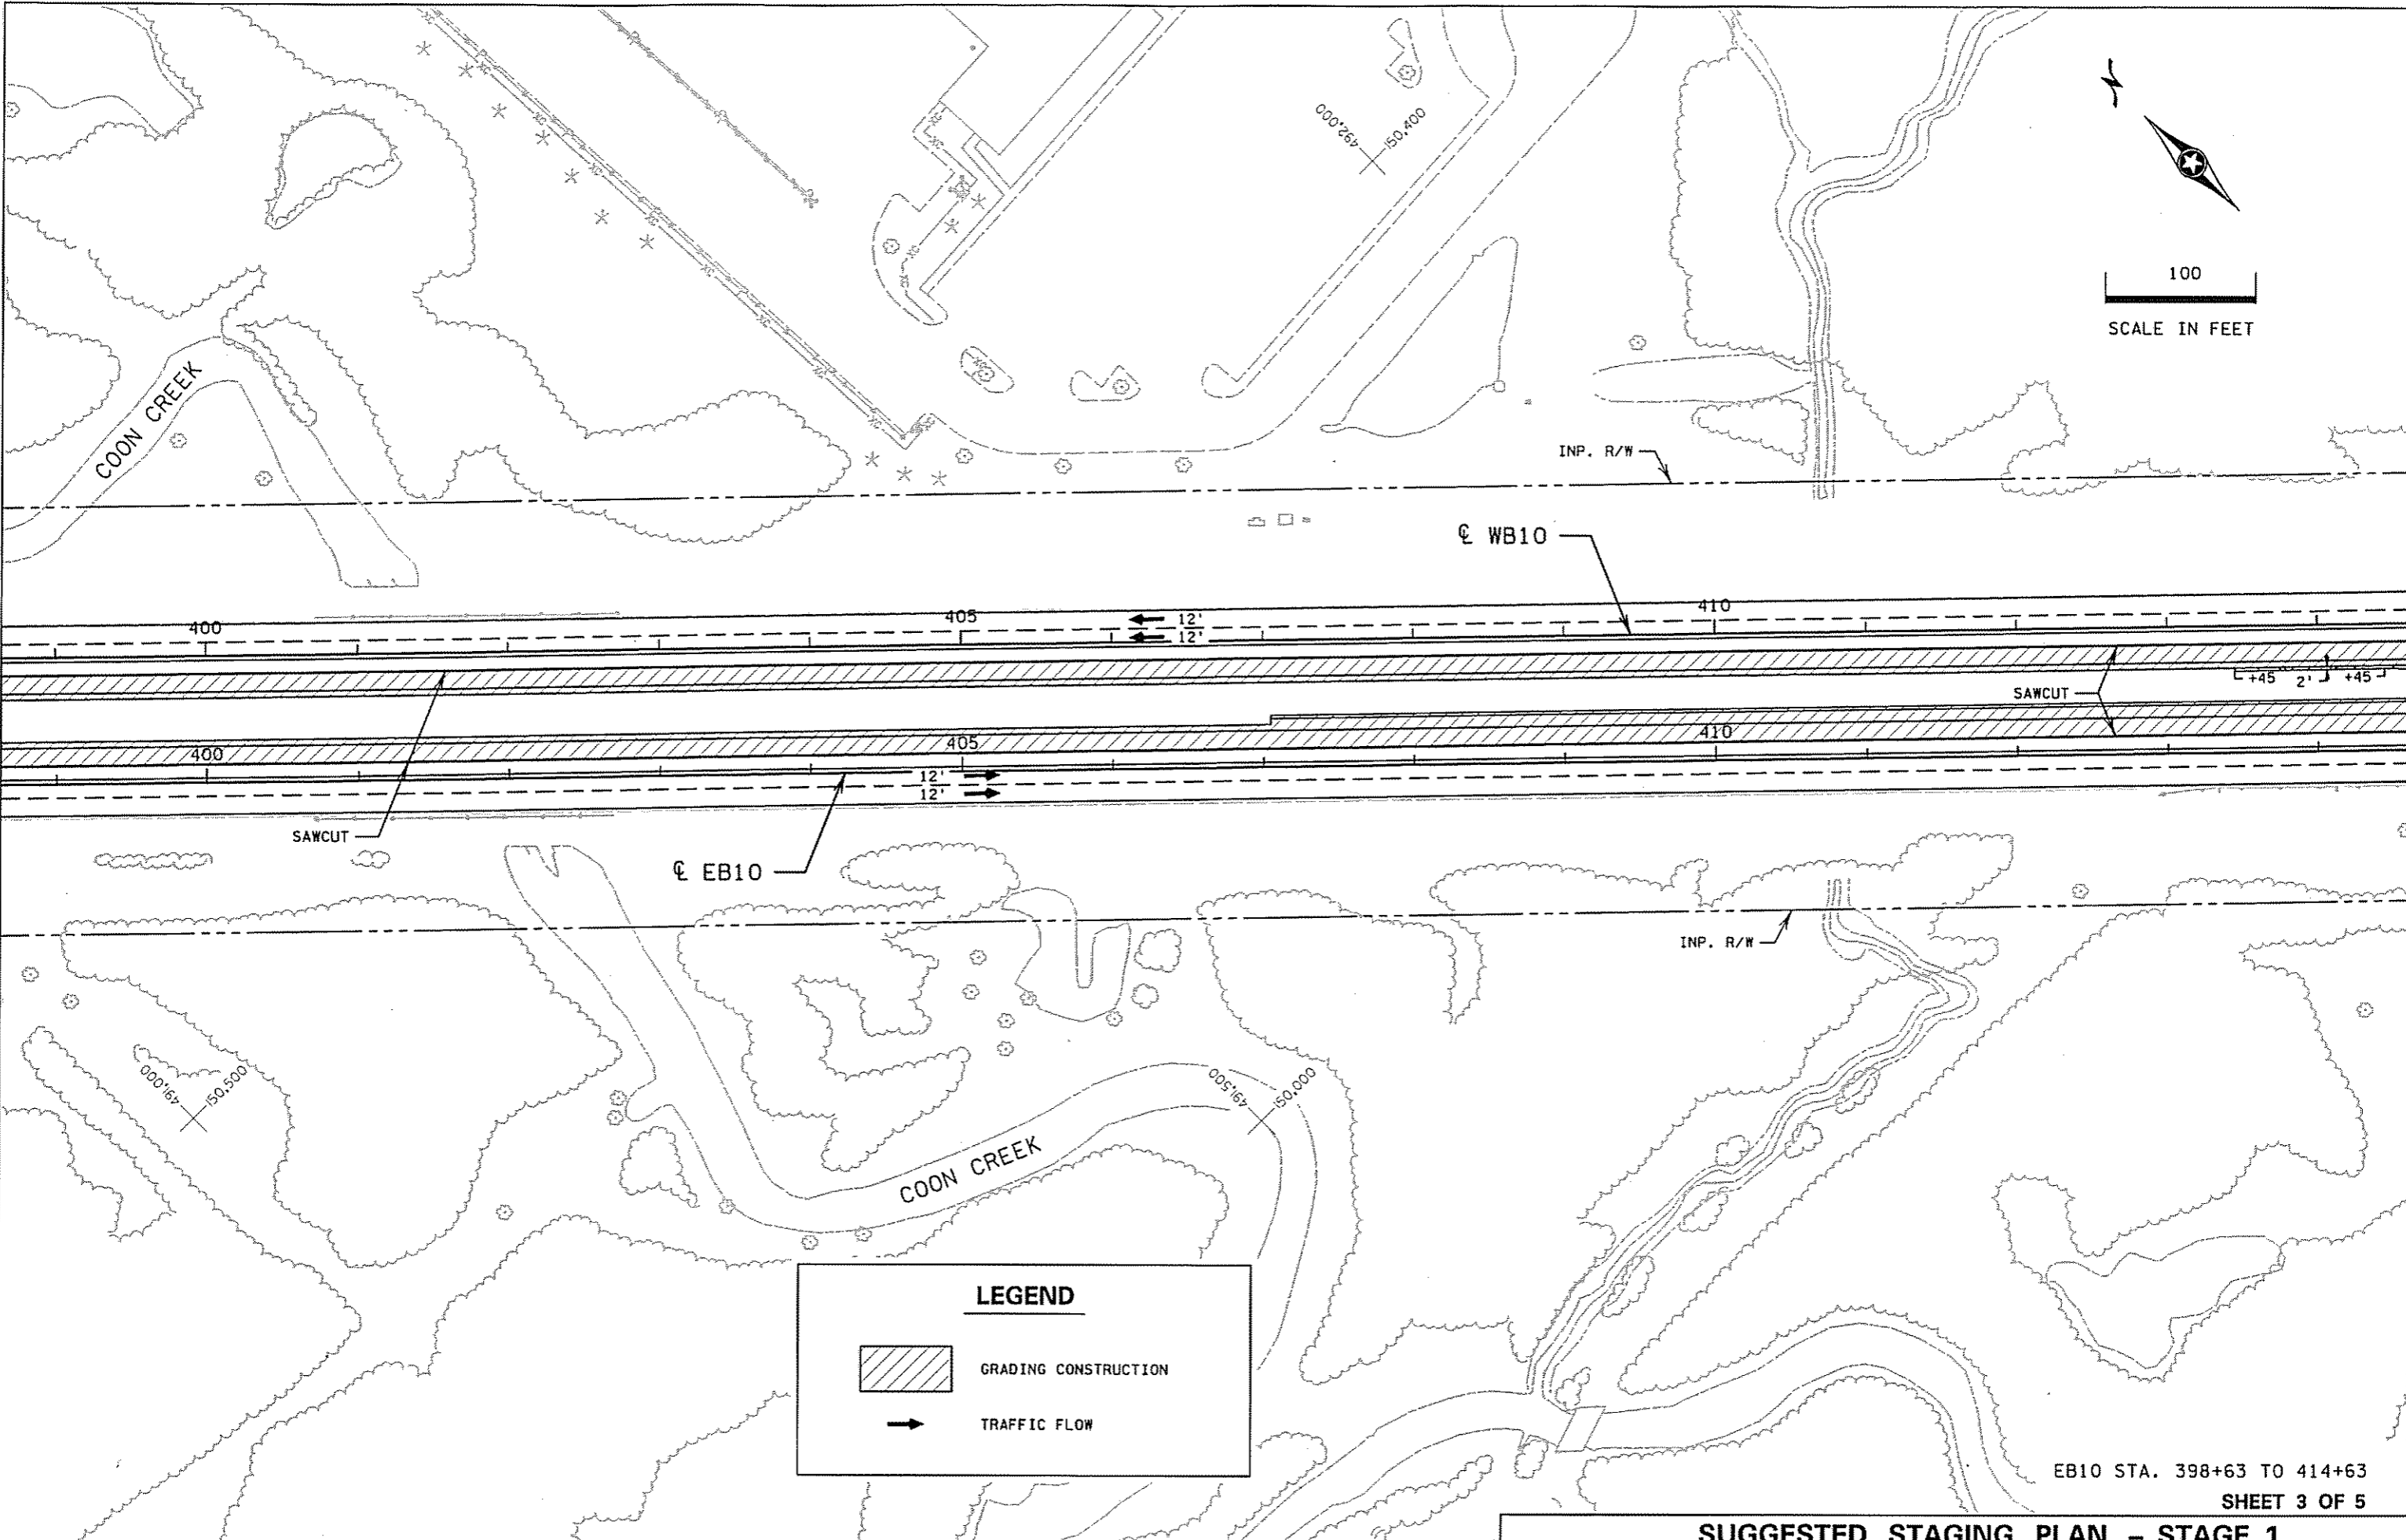 492,000
150,400
100
SCALE IN FEET
COON CREEK
INP. R/W
℄ WB10
400
405
410
12'
12'
+45 2' +45
SAWCUT
400
405
410
12'
12'
SAWCUT
℄ EB10
INP. R/W
491,000
150,500
491,500
150,000
COON CREEK
LEGEND
GRADING CONSTRUCTION
TRAFFIC FLOW
EB10 STA. 398+63 TO 414+63
SHEET 3 OF 5
SUGGESTED STAGING PLAN - STAGE 1